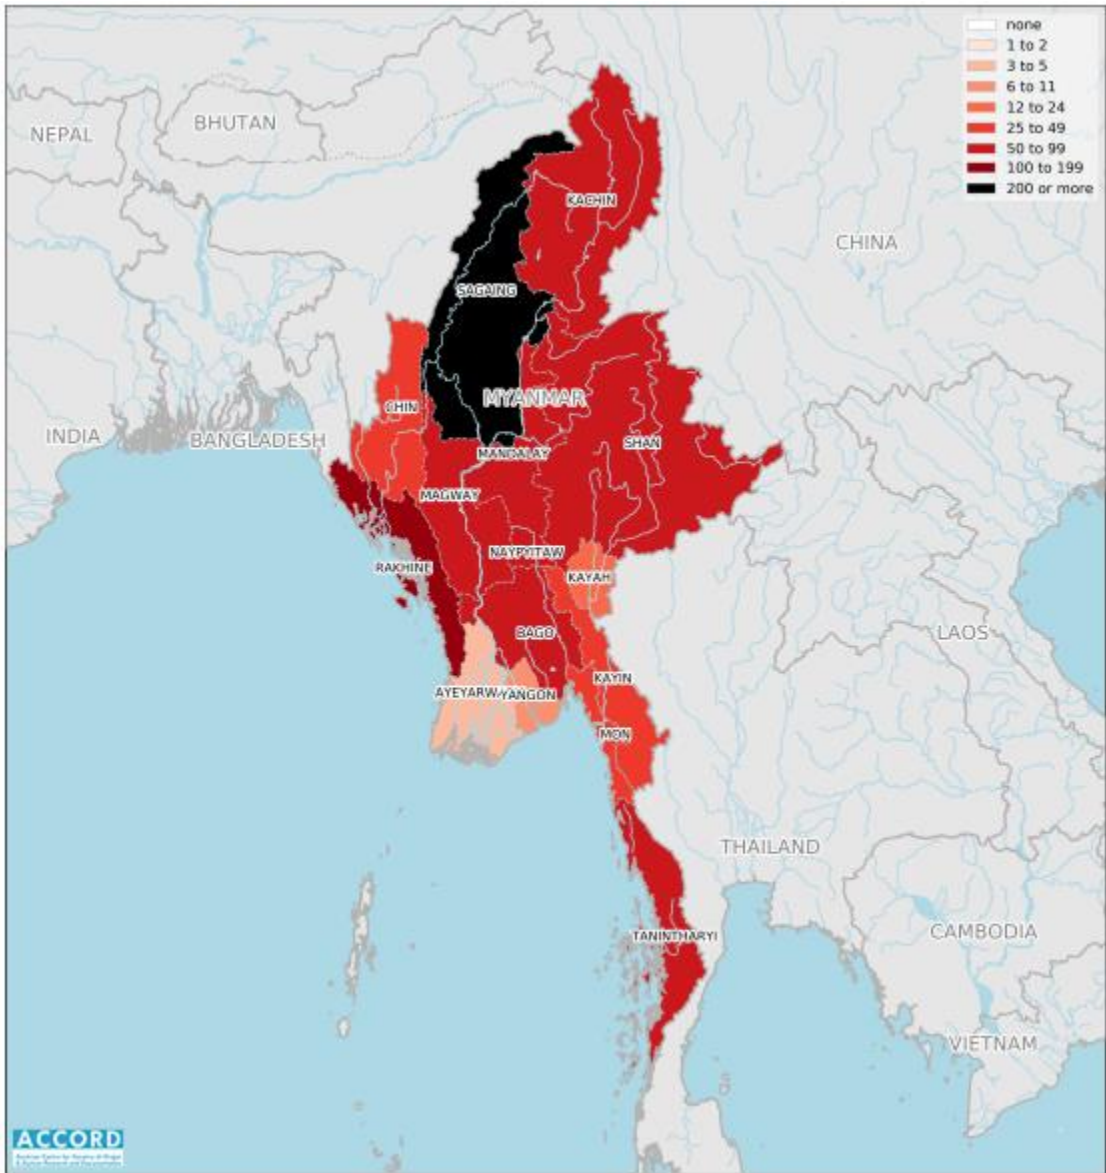 none
1 to 2
3 to 5
6 to 11
12 to 24
25 to 49
50 to 99
100 to 199
200 or more
NEPAL
BHUTAN
KACHIN
CHINA
SAGAING
MYANMAR
CHIN
INDIA
BANGLADESH
SHAN
MANDALAY
MAGWAY
NAYPYITAW
RAKHINE
KAYAH
BAGO
LAOS
KAYIN
AYEYARWA
YANGON
MON
THAILAND
CAMBODIA
TANINTHARYI
VIETNAM
ACCORD